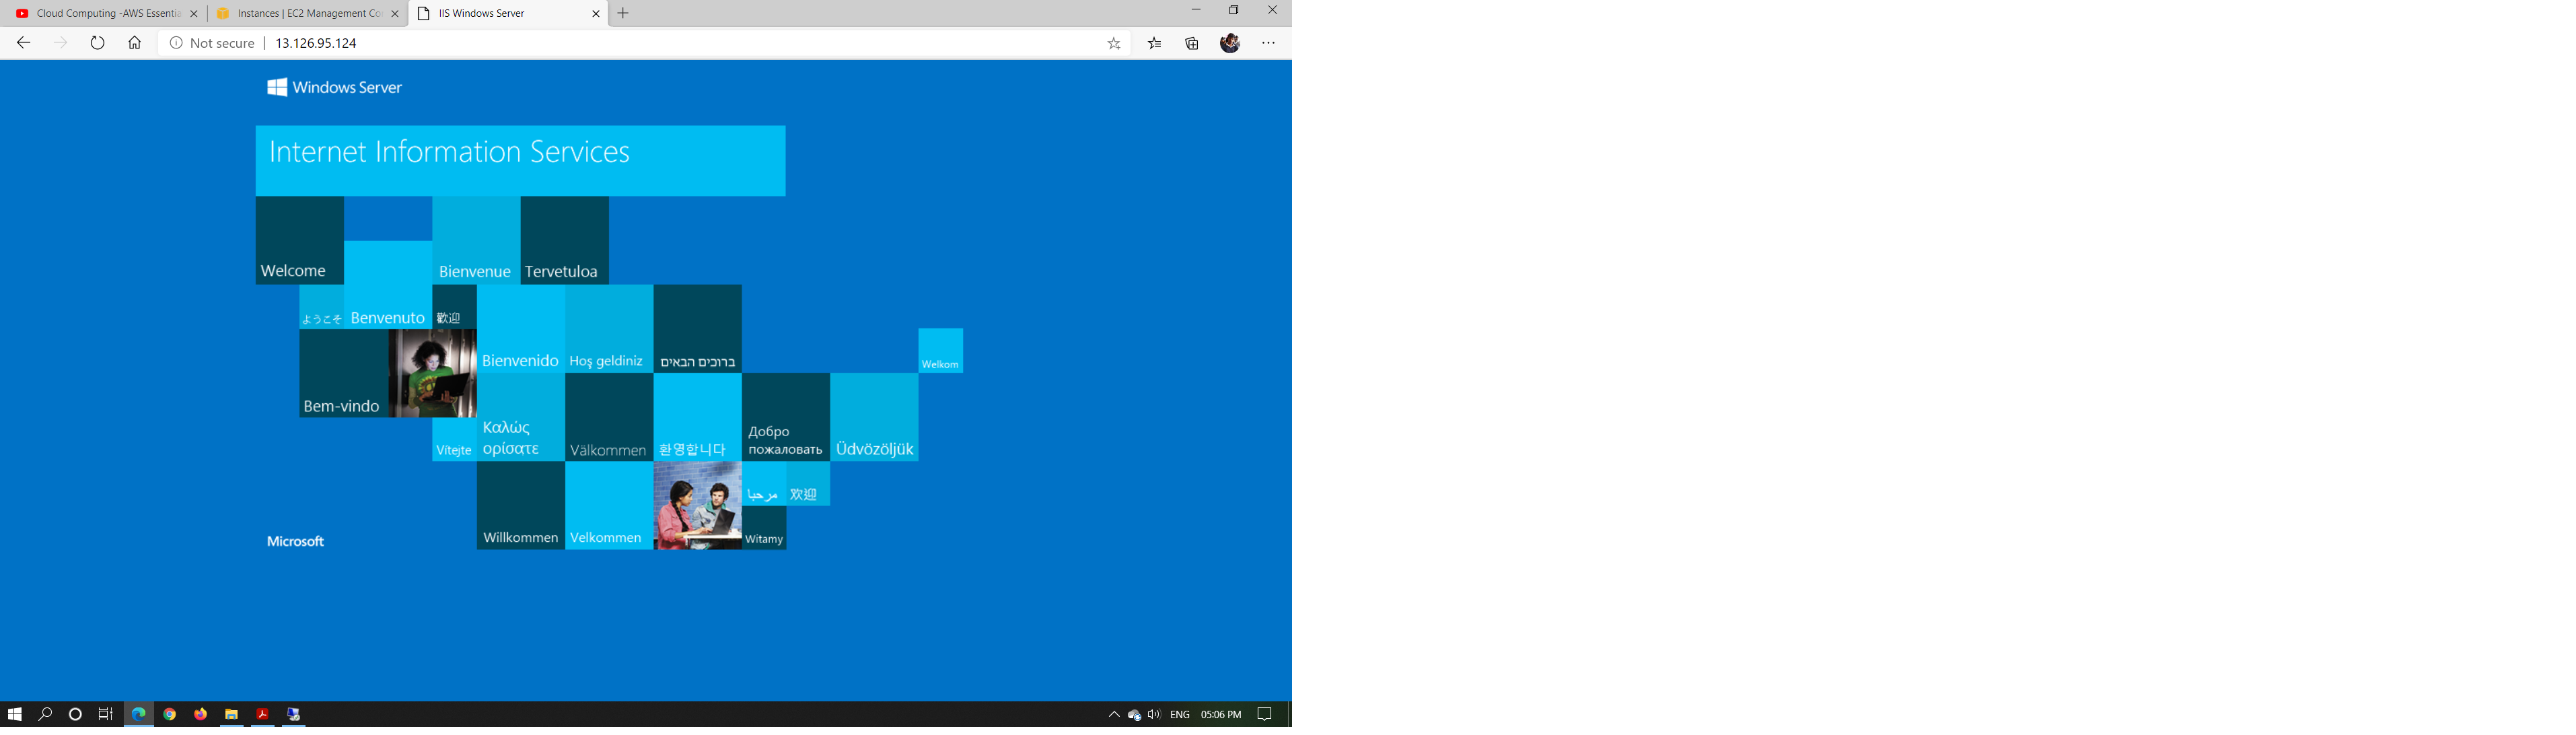 Cloud Computing -AWS Essentia
Instances | EC2 Management Co
IIS Windows Server
Not secure | 13.126.95.124
Windows Server
Internet Information Services
Welcome
Bienvenue
Tervetuloa
ようこそ
Benvenuto
歡迎
Bienvenido
Hoş geldiniz
ברוכים הבאים
Welkom
Bem-vindo
Vítejte
Καλώς
ορίσατε
Välkommen
환영합니다
Добро
пожаловать
Üdvözöljük
مرحبا
欢迎
Willkommen
Velkommen
Witamy
Microsoft
ENG 05:06 PM